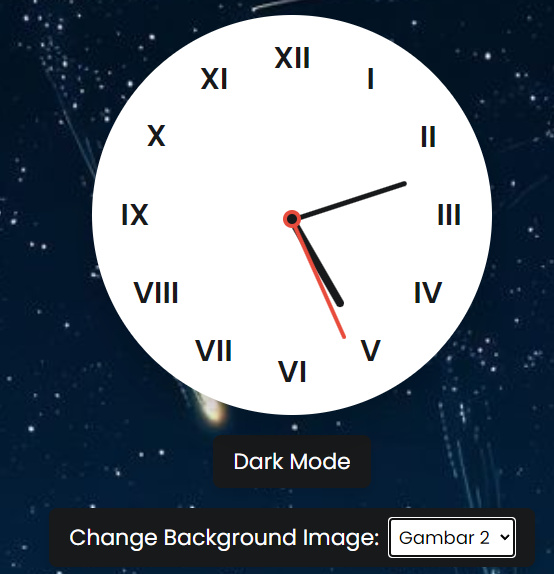 XII
XI I
X II
IX III
VIII IV
VII V
VI
Dark Mode
Change Background Image: Gambar 2